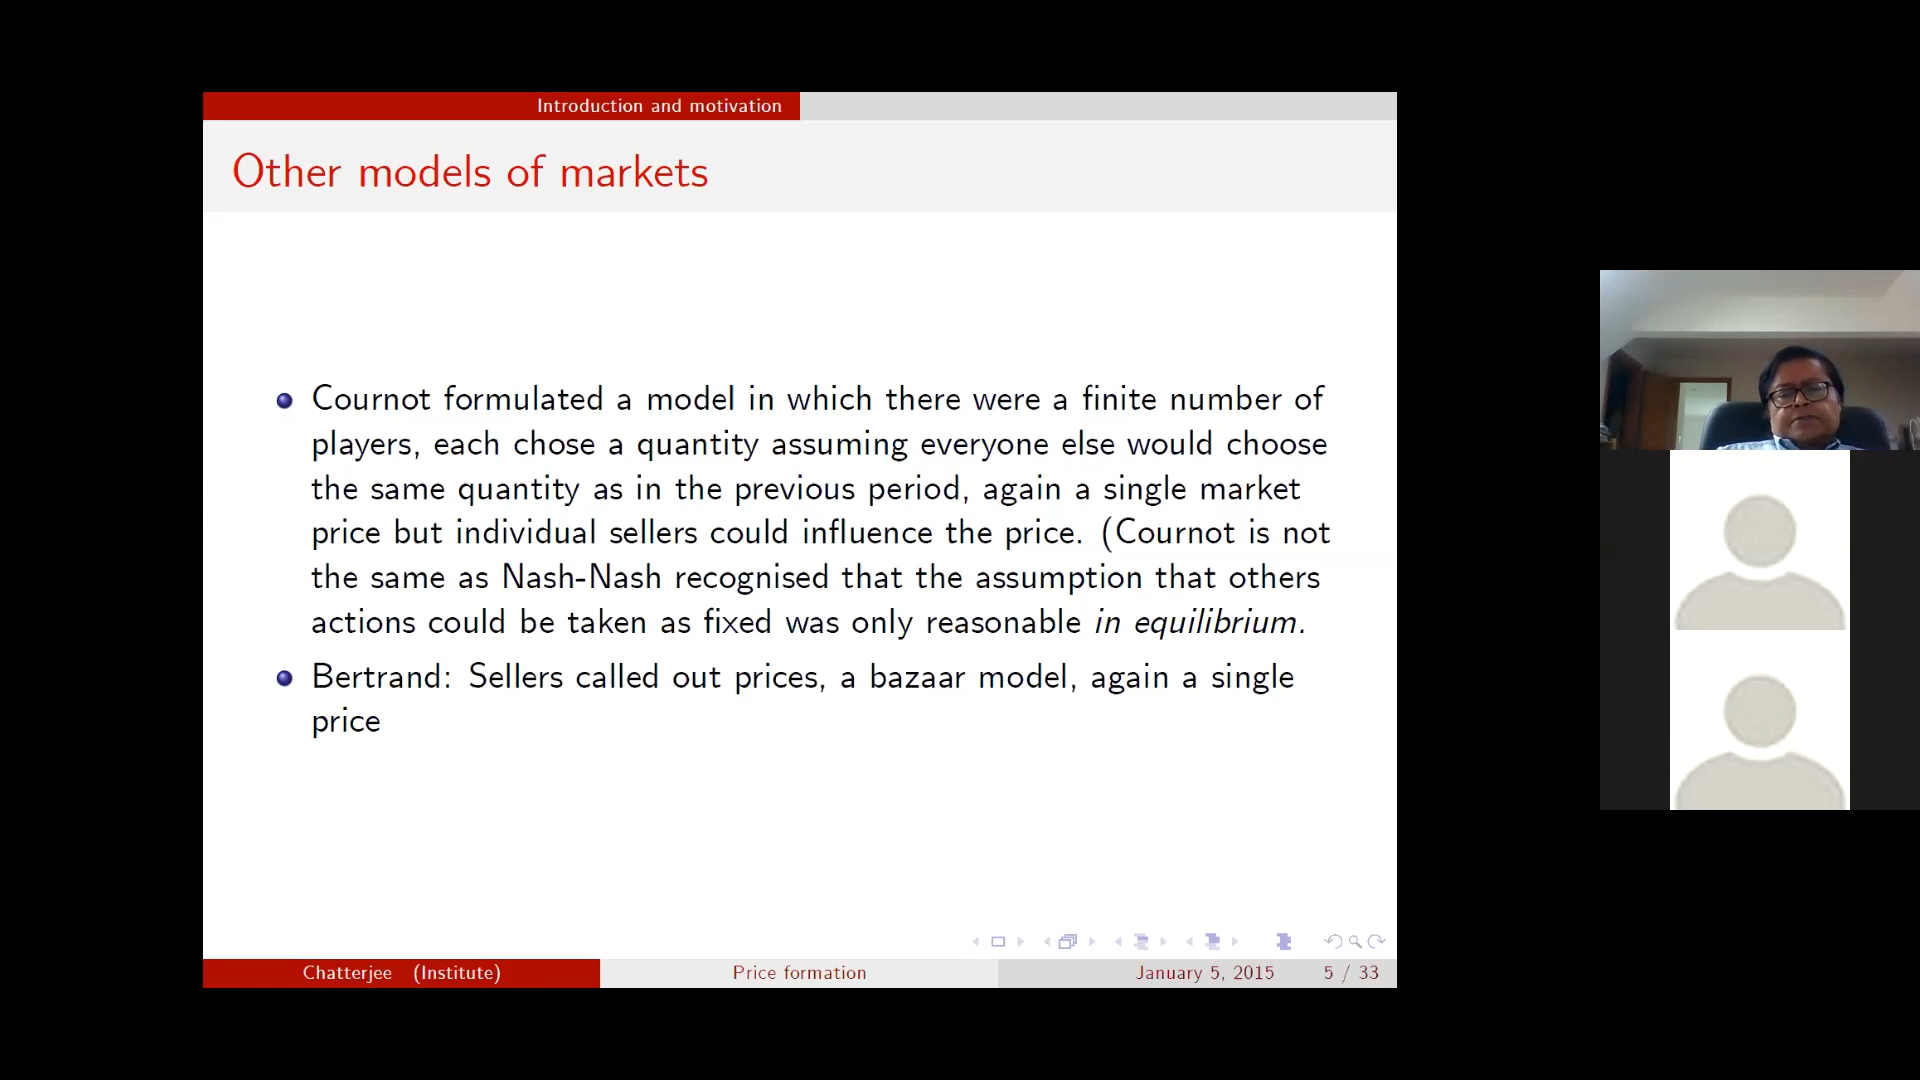 Introduction and motivation
Other models of markets
Cournot formulated a model in which there were a finite number of
players, each chose a quantity assuming everyone else would choose
the same quantity as in the previous period, again a single market
price but individual sellers could influence the price. (Cournot is not
the same as Nash-Nash recognised that the assumption that others
actions could be taken as fixed was only reasonable in equilibrium.
Bertrand: Sellers called out prices, a bazaar model, again a single
price
Chatterjee (Institute) Price formation January 5, 2015 5 / 33